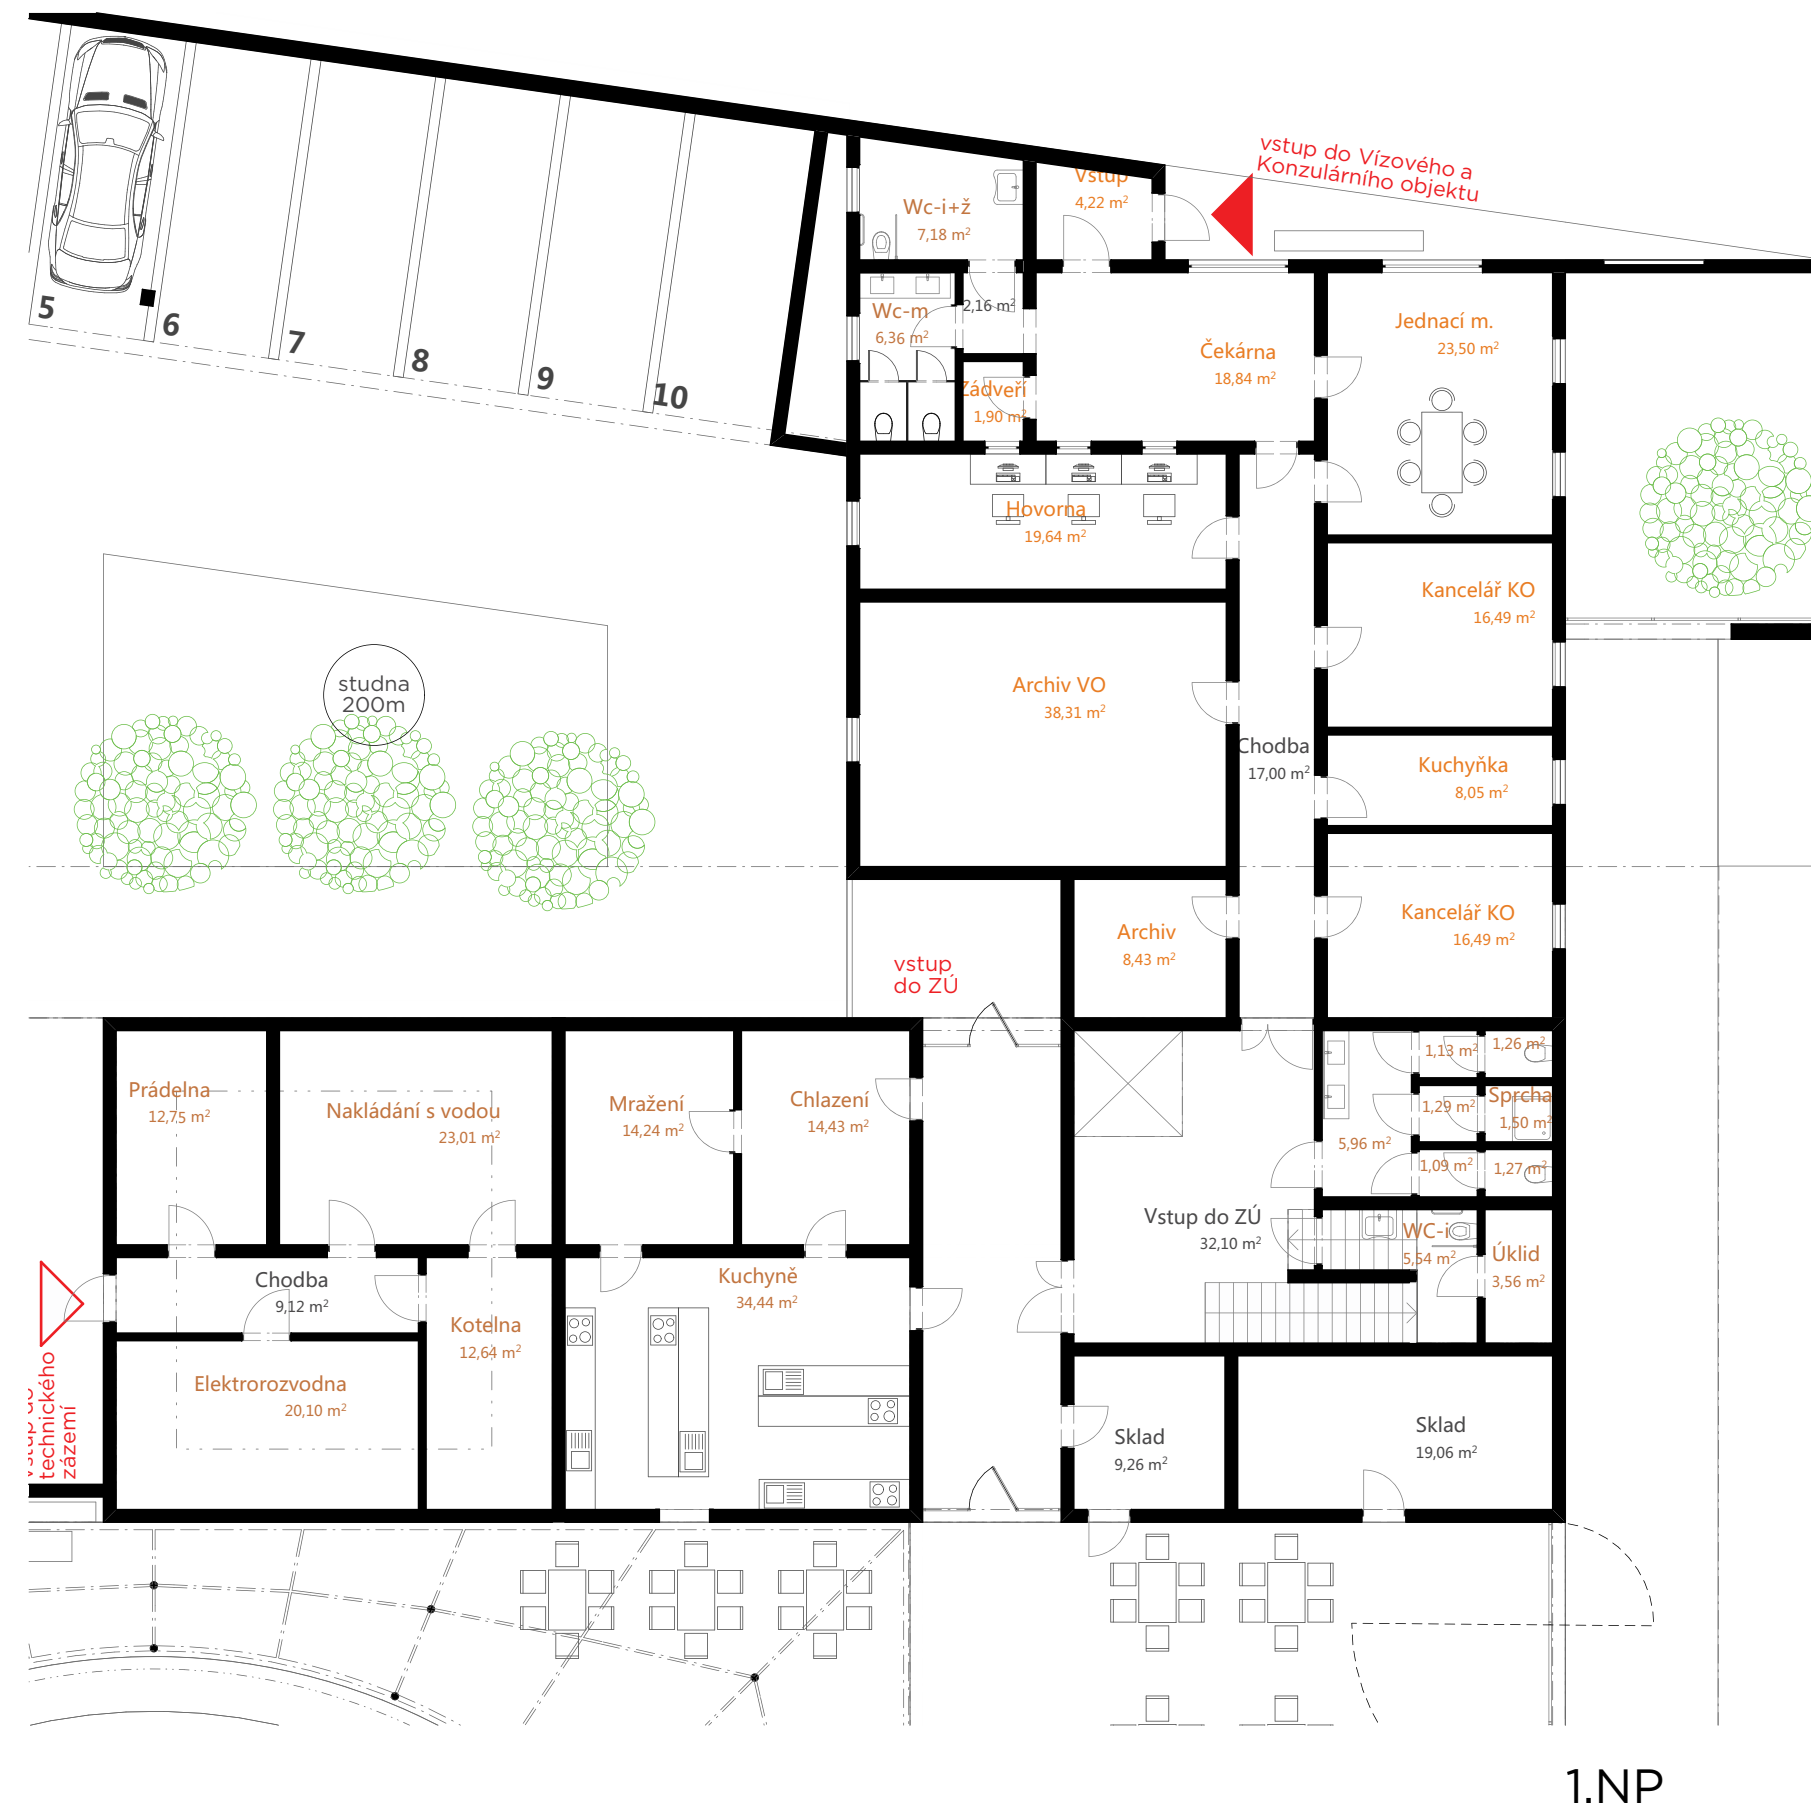 vstup do Vízového a
Konzulárního objektu
Vstup
4,22 m²
Wc-i+ž
7,18 m²
5
6
7
8
9
10
Wc-m
6,36 m²
2,16 m²
Zádveří
1,90 m²
Čekárna
18,84 m²
Jednací m.
23,50 m²
Hovorna
19,64 m²
Kancelář KO
16,49 m²
studna
200m
Archiv VO
38,31 m²
Chodba
17,00 m²
Kuchyňka
8,05 m²
Kancelář KO
16,49 m²
Archiv
8,43 m²
vstup
do ZÚ
Prádelna
12,75 m²
Nakládání s vodou
23,01 m²
Mražení
14,24 m²
Chlazení
14,43 m²
1,13 m²
1,26 m²
1,29 m²
Sprcha
1,50 m²
5,96 m²
1,09 m²
1,27 m²
Vstup do ZÚ
32,10 m²
WC-i
5,54 m²
Úklid
3,56 m²
Chodba
9,12 m²
Kuchyně
34,44 m²
Kotelna
12,64 m²
Elektrorozvodna
20,10 m²
vstup do
technického
zázemí
Sklad
9,26 m²
Sklad
19,06 m²
1.NP